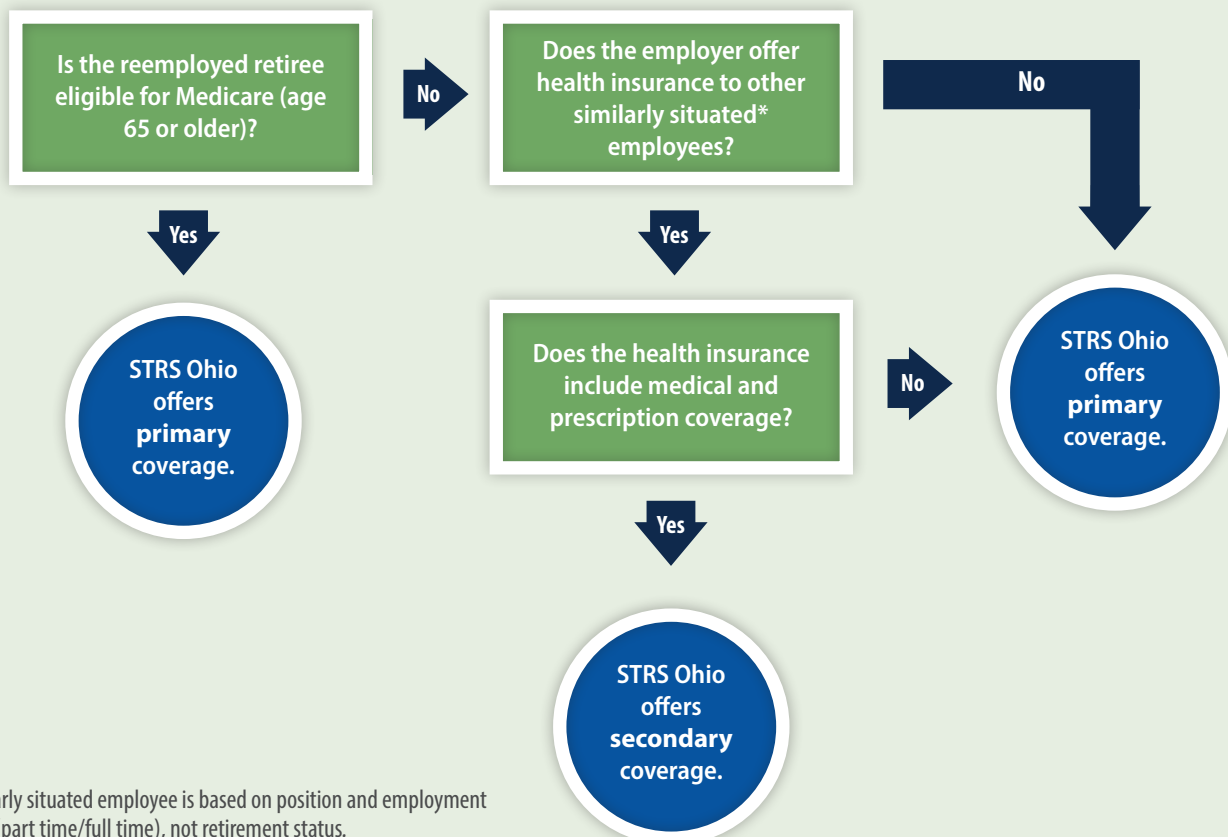 Is the reemployed retiree
eligible for Medicare (age
65 or older)?
No
Does the employer offer
health insurance to other
similarly situated*
employees?
No
Yes
Yes
STRS Ohio
offers
primary
coverage.
Does the health insurance
include medical and
prescription coverage?
No
STRS Ohio
offers
primary
coverage.
Yes
STRS Ohio
offers
secondary
coverage.
situated employee is based on position and employment
part time/full time), not retirement status.